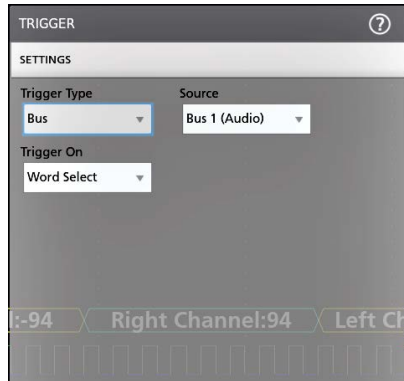 TRIGGER ?
SETTINGS
Trigger Type Source
Bus Bus 1 (Audio)
Trigger On
Word Select
l:-94 Right Channel:94 Left Ch